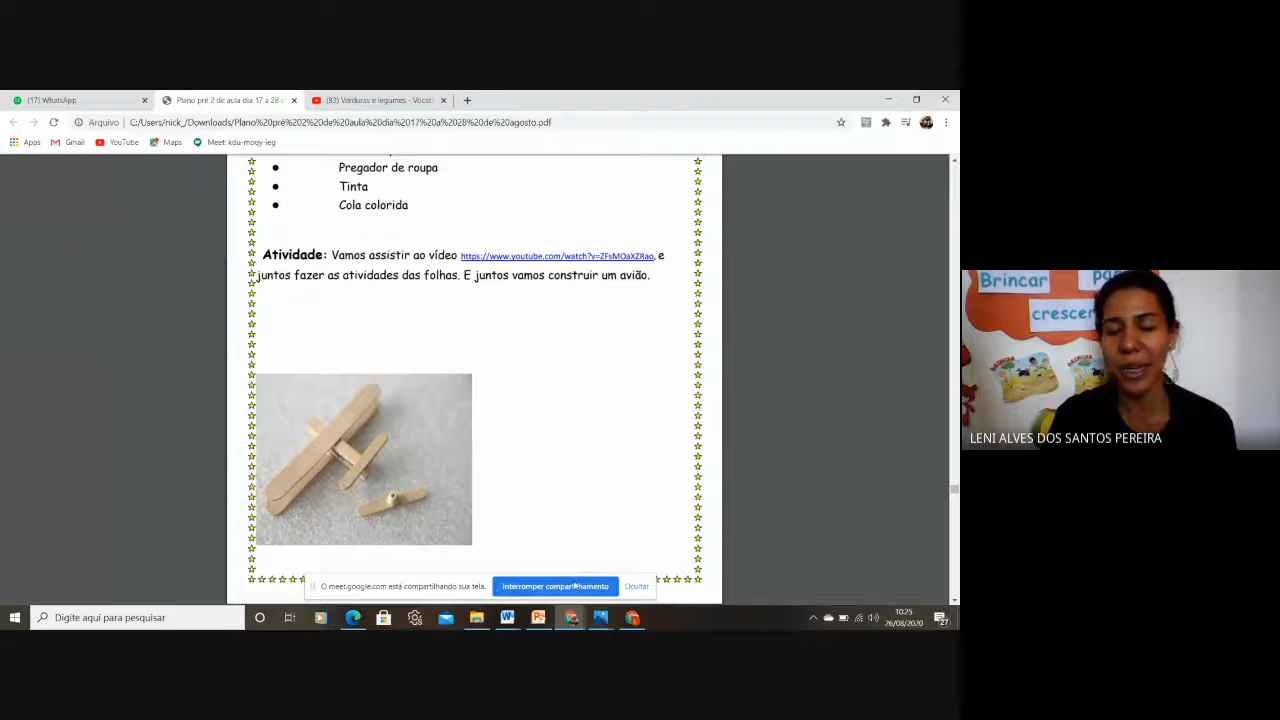 (17) WhatsApp
Plano pré 2 de aula dia 17 a 28 d
(83) Verduras e legumes - Vocab
Arquivo
C:/Users/nick_/Downloads/Plano%20pré%202%20de%20aula%20dia%2017%20a%2028%20de%20agosto.pdf
Apps
Gmail
YouTube
Maps
Meet: kdu-moqy-ieg
Pregador de roupa
Tinta
Cola colorida
Atividade: Vamos assistir ao vídeo https://www.youtube.com/watch?v=ZFsMOaXZRao, e
juntos fazer as atividades das folhas. E juntos vamos construir um avião.
Brincar
crescer
LENI ALVES DOS SANTOS PEREIRA
O meet.google.com está compartilhando sua tela.
Interromper compartilhamento
Ocultar
Digite aqui para pesquisar
10:25
26/08/2020
27